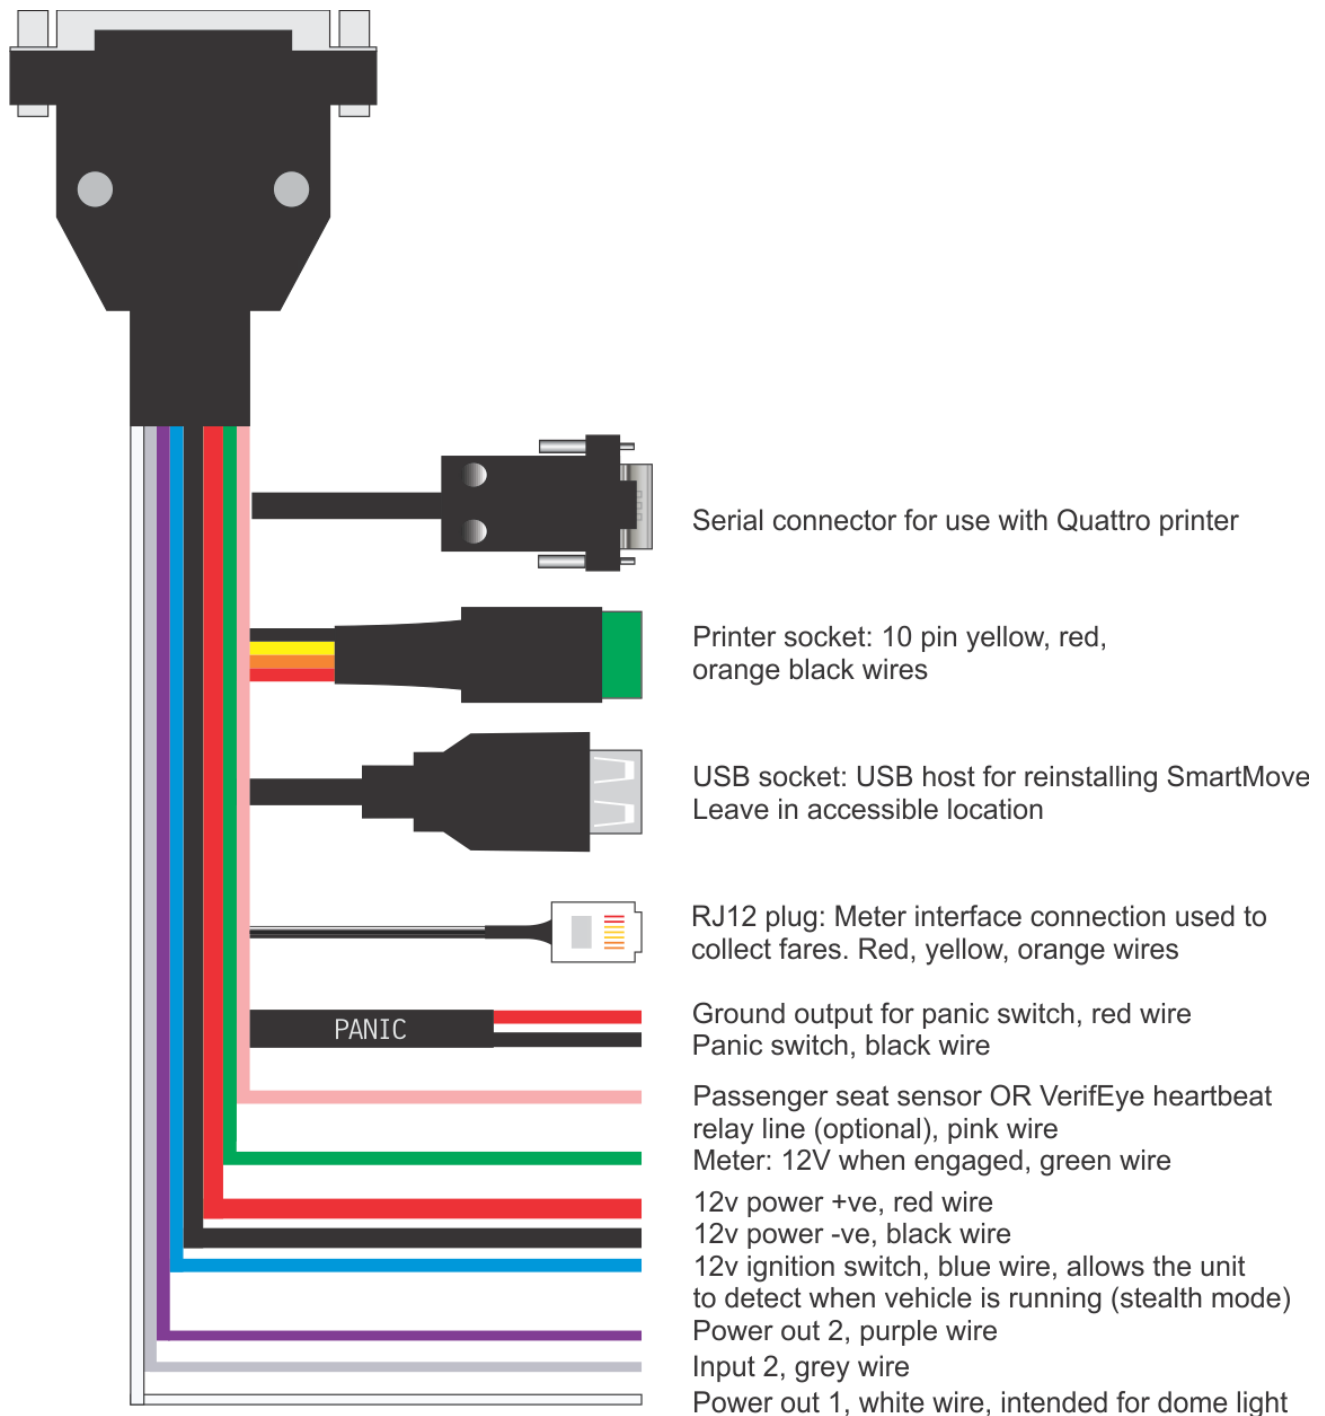 Serial connector for use with Quattro printer
Printer socket: 10 pin yellow, red,
orange black wires
USB socket: USB host for reinstalling SmartMove
Leave in accessible location
RJ12 plug: Meter interface connection used to
collect fares. Red, yellow, orange wires
PANIC
Ground output for panic switch, red wire
Panic switch, black wire
Passenger seat sensor OR VerifEye heartbeat
relay line (optional), pink wire
Meter: 12V when engaged, green wire
12v power +ve, red wire
12v power -ve, black wire
12v ignition switch, blue wire, allows the unit
to detect when vehicle is running (stealth mode)
Power out 2, purple wire
Input 2, grey wire
Power out 1, white wire, intended for dome light